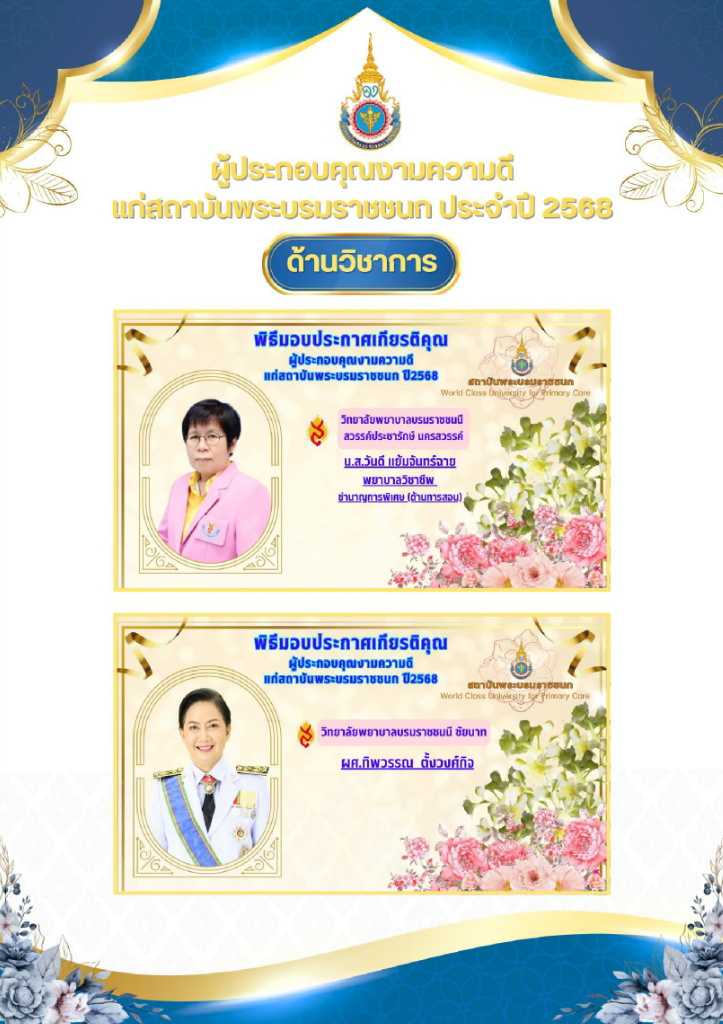 ผู้ประกอบคุณงามความดี
แก่สถาบันพระบรมราชชนก ประจำปี 2568
ด้านวิชาการ
พิธีมอบประกาศเกียรติคุณ
ผู้ประกอบคุณงามความดี
แก่สถาบันพระบรมราชชนก ปี2568
สถาบันพระบรมราชชนก
World Class University for Primary Care
วิทยาลัยพยาบาลบรมราชชนนี
สวรรค์ประชารักษ์ นครสวรรค์
น.ส.วันดี แย้มจันทร์ฉาย
พยาบาลวิชาชีพ
ชำนาญการพิเศษ (ด้านการสอน)
พิธีมอบประกาศเกียรติคุณ
ผู้ประกอบคุณงามความดี
แก่สถาบันพระบรมราชชนก ปี2568
สถาบันพระบรมราชชนก
World Class University for Primary Care
วิทยาลัยพยาบาลบรมราชชนนี ชัยนาท
ผศ.ทิพวรรณ ตั้งวงศ์กิจ